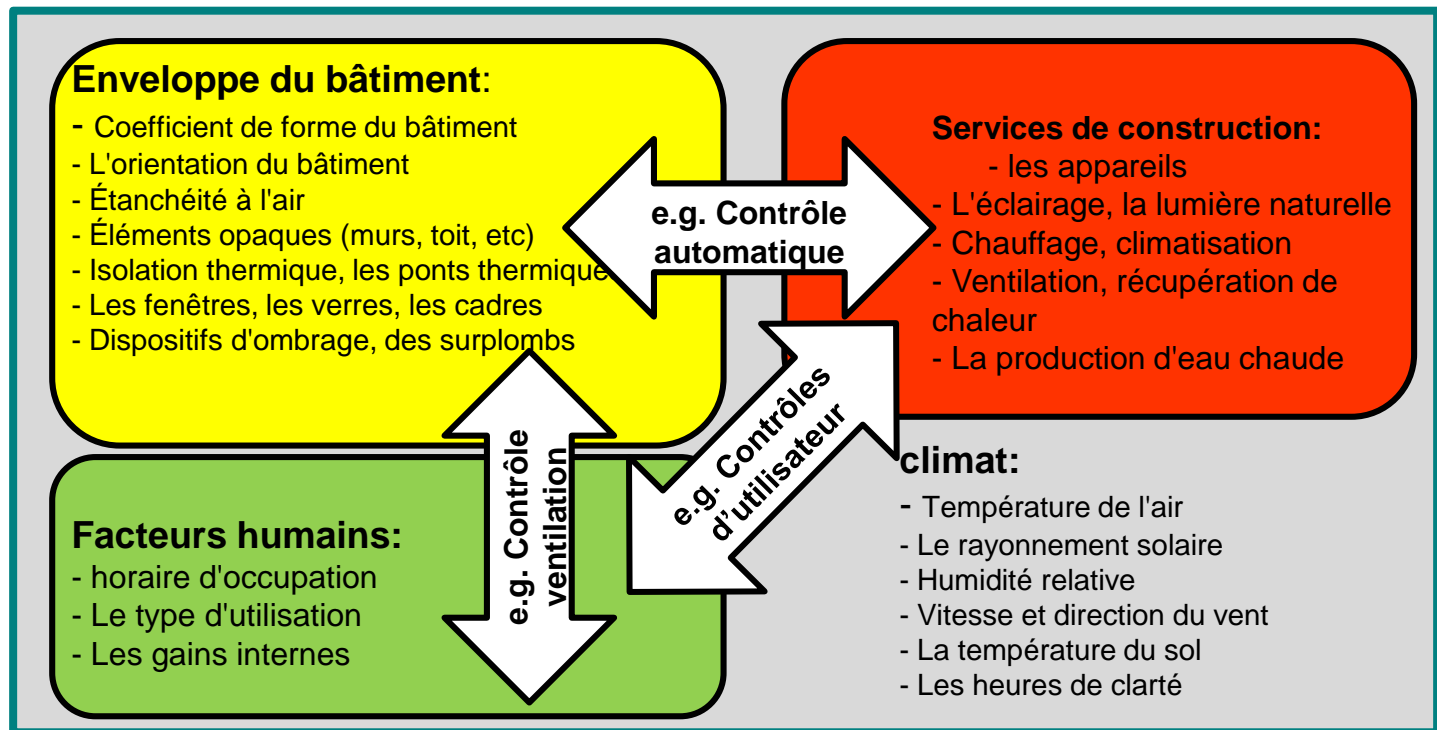 Enveloppe du bâtiment:
- Coefficient de forme du bâtiment
- L'orientation du bâtiment
- Étanchéité à l'air
- Éléments opaques (murs, toit, etc)
- Isolation thermique, les ponts thermique
- Les fenêtres, les verres, les cadres
- Dispositifs d'ombrage, des surplombs
e.g. Contrôle
automatique
Services de construction:
- les appareils
- L'éclairage, la lumière naturelle
- Chauffage, climatisation
- Ventilation, récupération de
chaleur
- La production d'eau chaude
e.g. Contrôle
ventilation
e.g. Contrôles
d'utilisateur
Facteurs humains:
- horaire d'occupation
- Le type d'utilisation
- Les gains internes
climat:
- Température de l'air
- Le rayonnement solaire
- Humidité relative
- Vitesse et direction du vent
- La température du sol
- Les heures de clarté